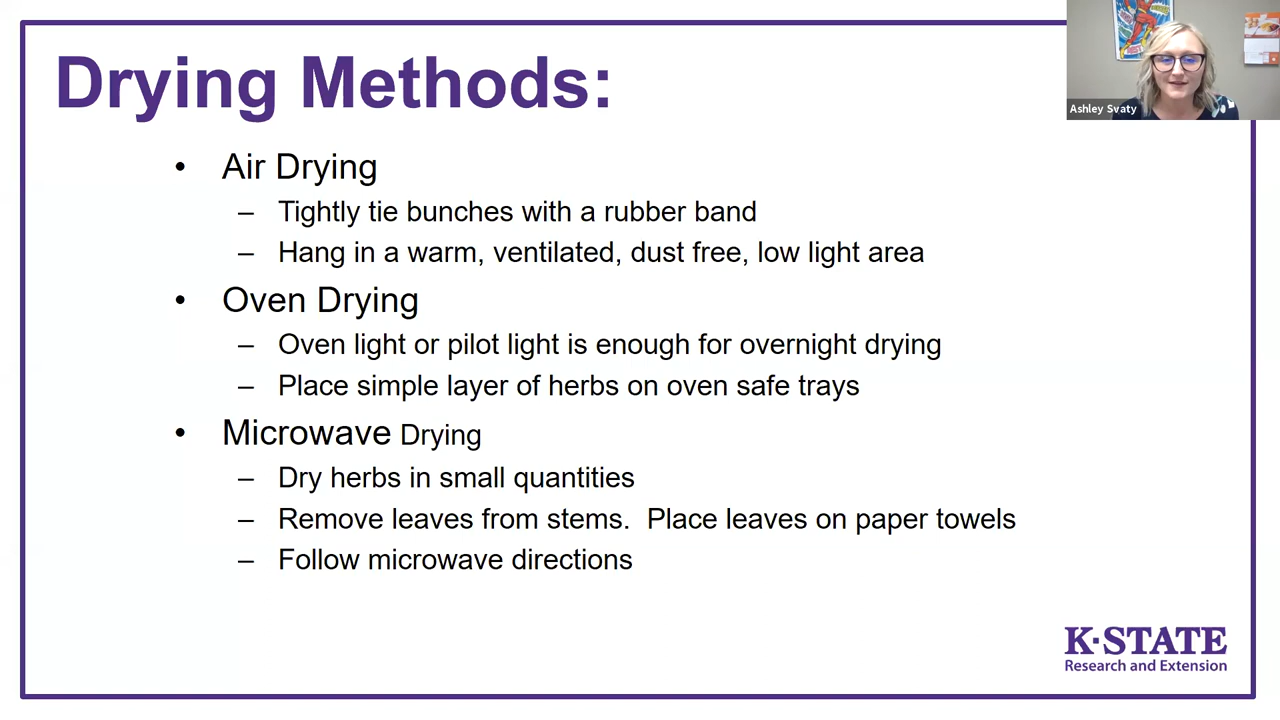 Drying Methods:
Ashley Svaty
• Air Drying
– Tightly tie bunches with a rubber band
– Hang in a warm, ventilated, dust free, low light area
• Oven Drying
– Oven light or pilot light is enough for overnight drying
– Place simple layer of herbs on oven safe trays
• Microwave Drying
– Dry herbs in small quantities
– Remove leaves from stems.  Place leaves on paper towels
– Follow microwave directions
K·STATE
Research and Extension